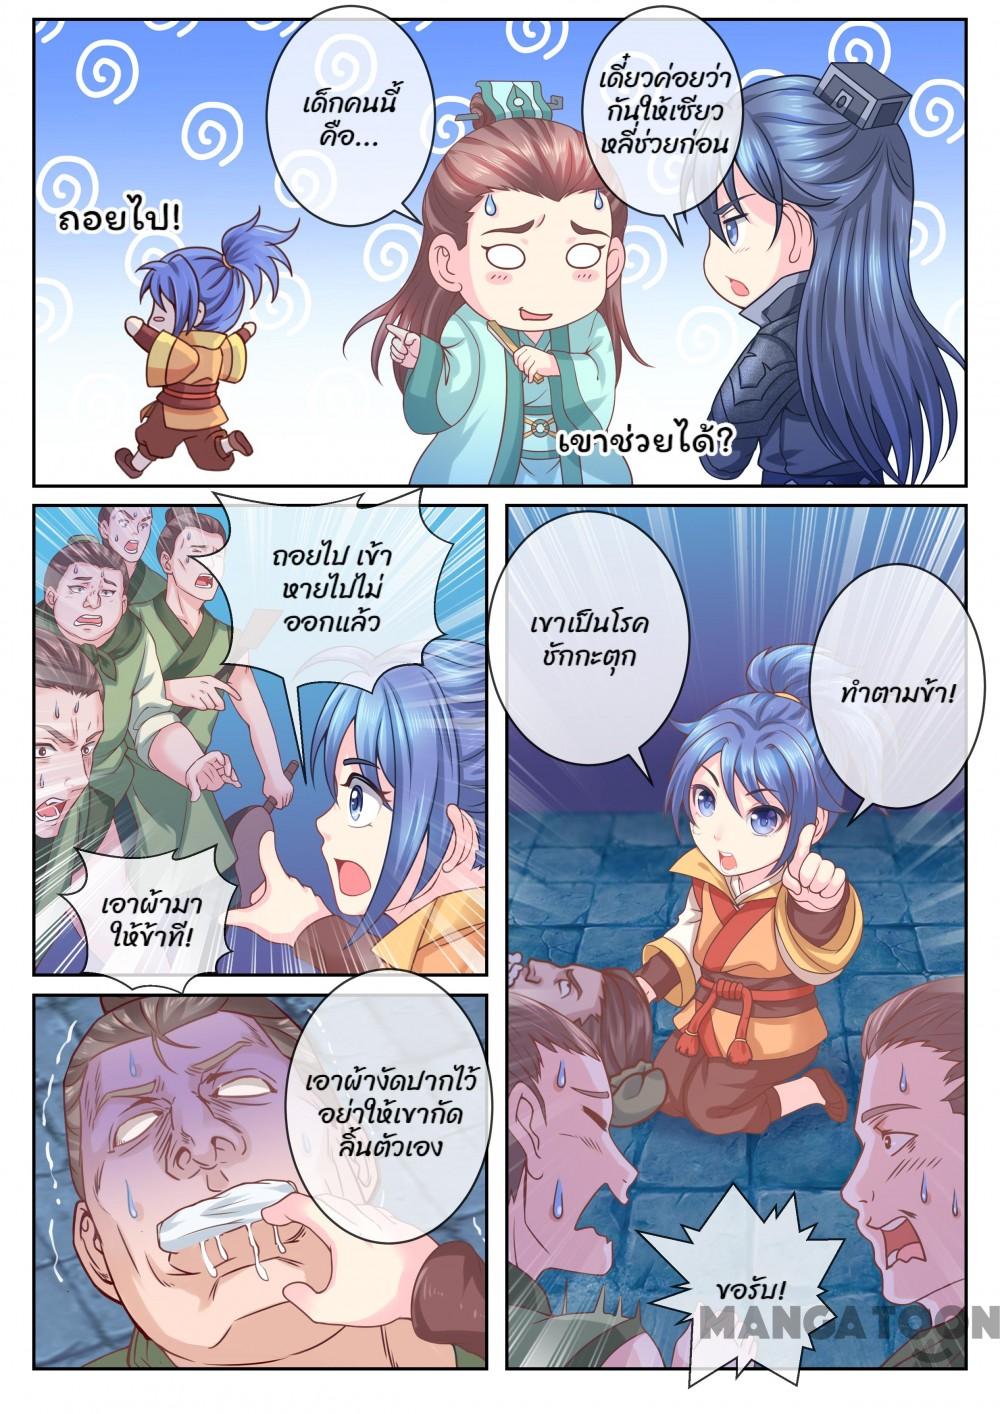 เด็กคนนี้
คือ...
เดี๋ยวค่อยว่า
กันให้เซียว
หลี่ช่วยก่อน
ถอยไป!
เขาช่วยได้?
ถอยไป เข้า
หายไปไม่
ออกแล้ว
เอาผ้ามา
ให้ข้าที!
เขาเป็นโรค
ชักกะตุก
ทำตามข้า!
เอาผ้างัดปากไว้
อย่าให้เขากัด
ลิ้นตัวเอง
ขอรับ!
MANGATOON